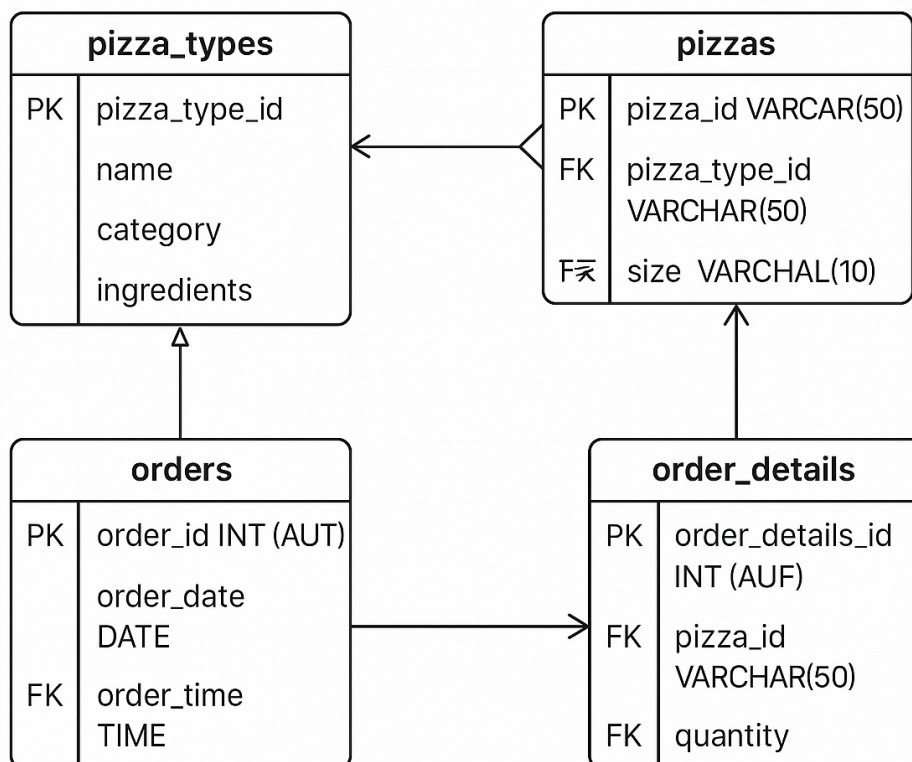 pizza_types
PK pizza_type_id
name
category
ingredients
pizzas
PK pizza_id VARCAR(50)
FK pizza_type_id
VARCHAR(50)
size VARCHAL(10)
orders
PK order_id INT (AUT)
order_date
DATE
FK order_time
TIME
order_details
PK order_details_id
INT (AUF)
FK pizza_id
VARCHAR(50)
FK quantity